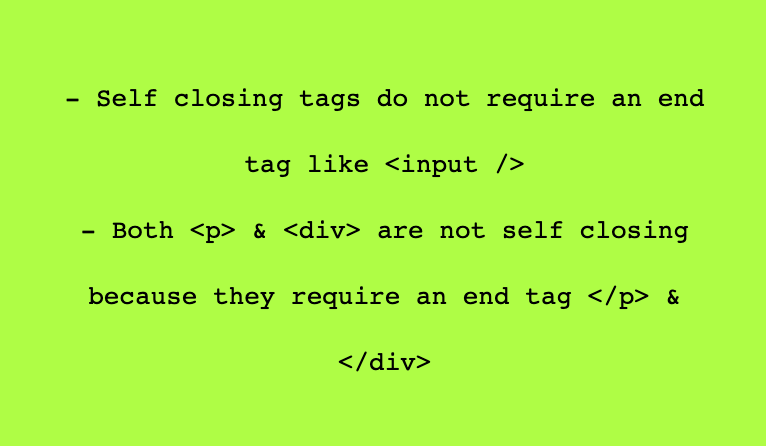 - Self closing tags do not require an end
tag like <input />
- Both <p> & <div> are not self closing
because they require an end tag </p> &
</div>